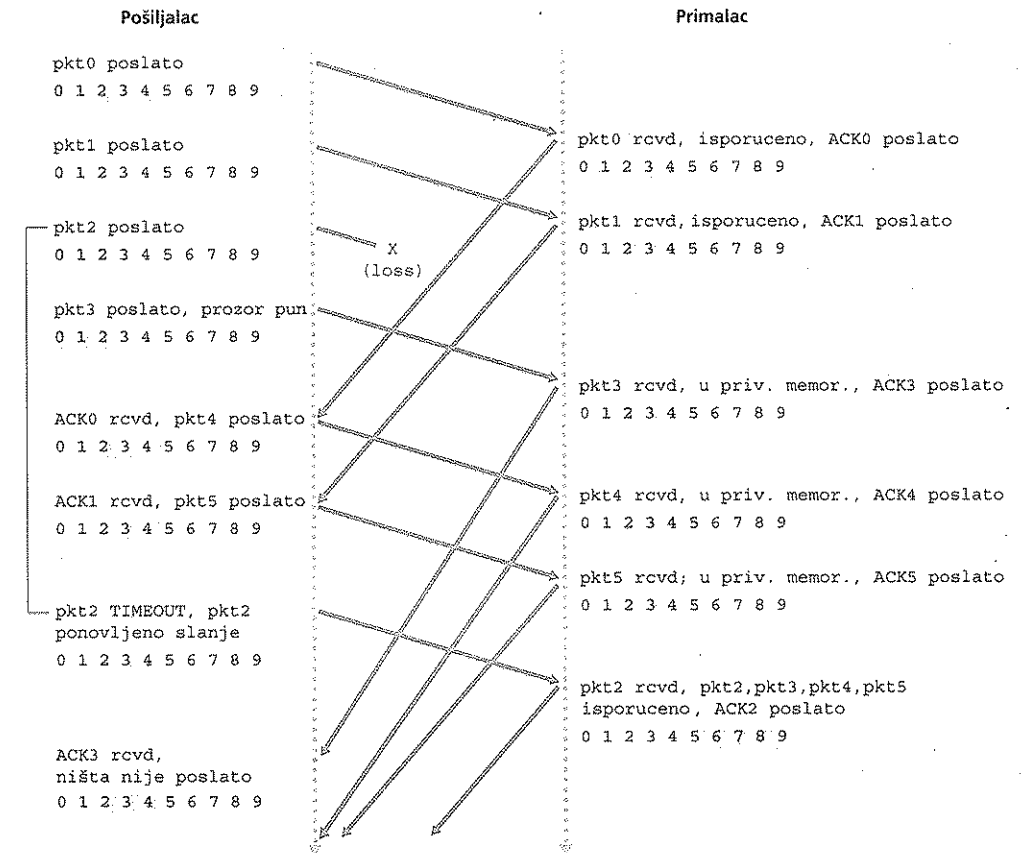 Pošiljalac
pkt0 poslato
0 1 2 3 4 5 6 7 8 9
pkt1 poslato
0 1 2 3 4 5 6 7 8 9
pkt2 poslato
0 1 2 3 4 5 6 7 8 9
X
(loss)
pkt3 poslato, prozor pun
0 1 2 3 4 5 6 7 8 9
ACK0 rcvd, pkt4 poslato
0 1 2 3 4 5 6 7 8 9
ACK1 rcvd, pkt5 poslato
0 1 2 3 4 5 6 7 8 9
pkt2 TIMEOUT, pkt2
ponovljeno slanje
0 1 2 3 4 5 6 7 8 9
ACK3 rcvd,
ništa nije poslato
0 1 2 3 4 5 6 7 8 9
Primalac
pkt0 rcvd, isporuceno, ACK0 poslato
0 1 2 3 4 5 6 7 8 9
pkt1 rcvd, isporuceno, ACK1 poslato
0 1 2 3 4 5 6 7 8 9
pkt3 rcvd, u priv. memor., ACK3 poslato
0 1 2 3 4 5 6 7 8 9
pkt4 rcvd, u priv. memor., ACK4 poslato
0 1 2 3 4 5 6 7 8 9
pkt5 rcvd; u priv. memor., ACK5 poslato
0 1 2 3 4 5 6 7 8 9
pkt2 rcvd, pkt2,pkt3,pkt4,pkt5
isporuceno, ACK2 poslato
0 1 2 3 4 5 6 7 8 9